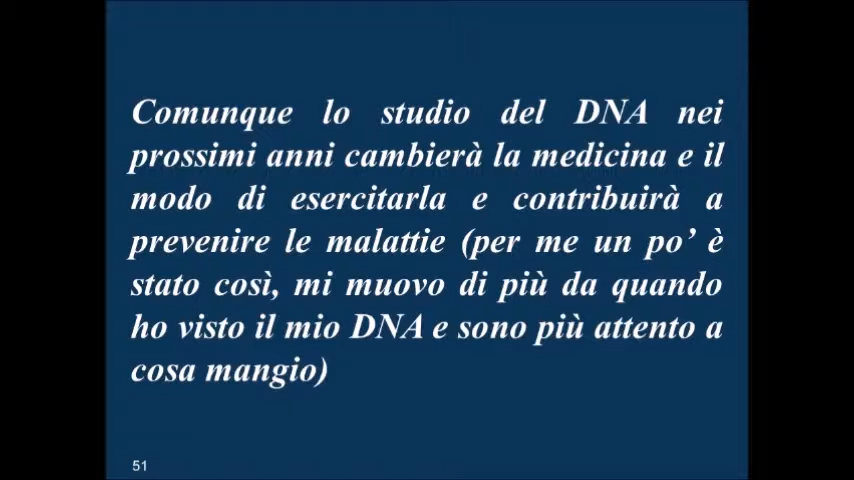 Comunque lo studio del DNA nei
prossimi anni cambierà la medicina e il
modo di esercitarla e contribuirà a
prevenire le malattie (per me un po’ è
stato così, mi muovo di più da quando
ho visto il mio DNA e sono più attento a
cosa mangio)
51